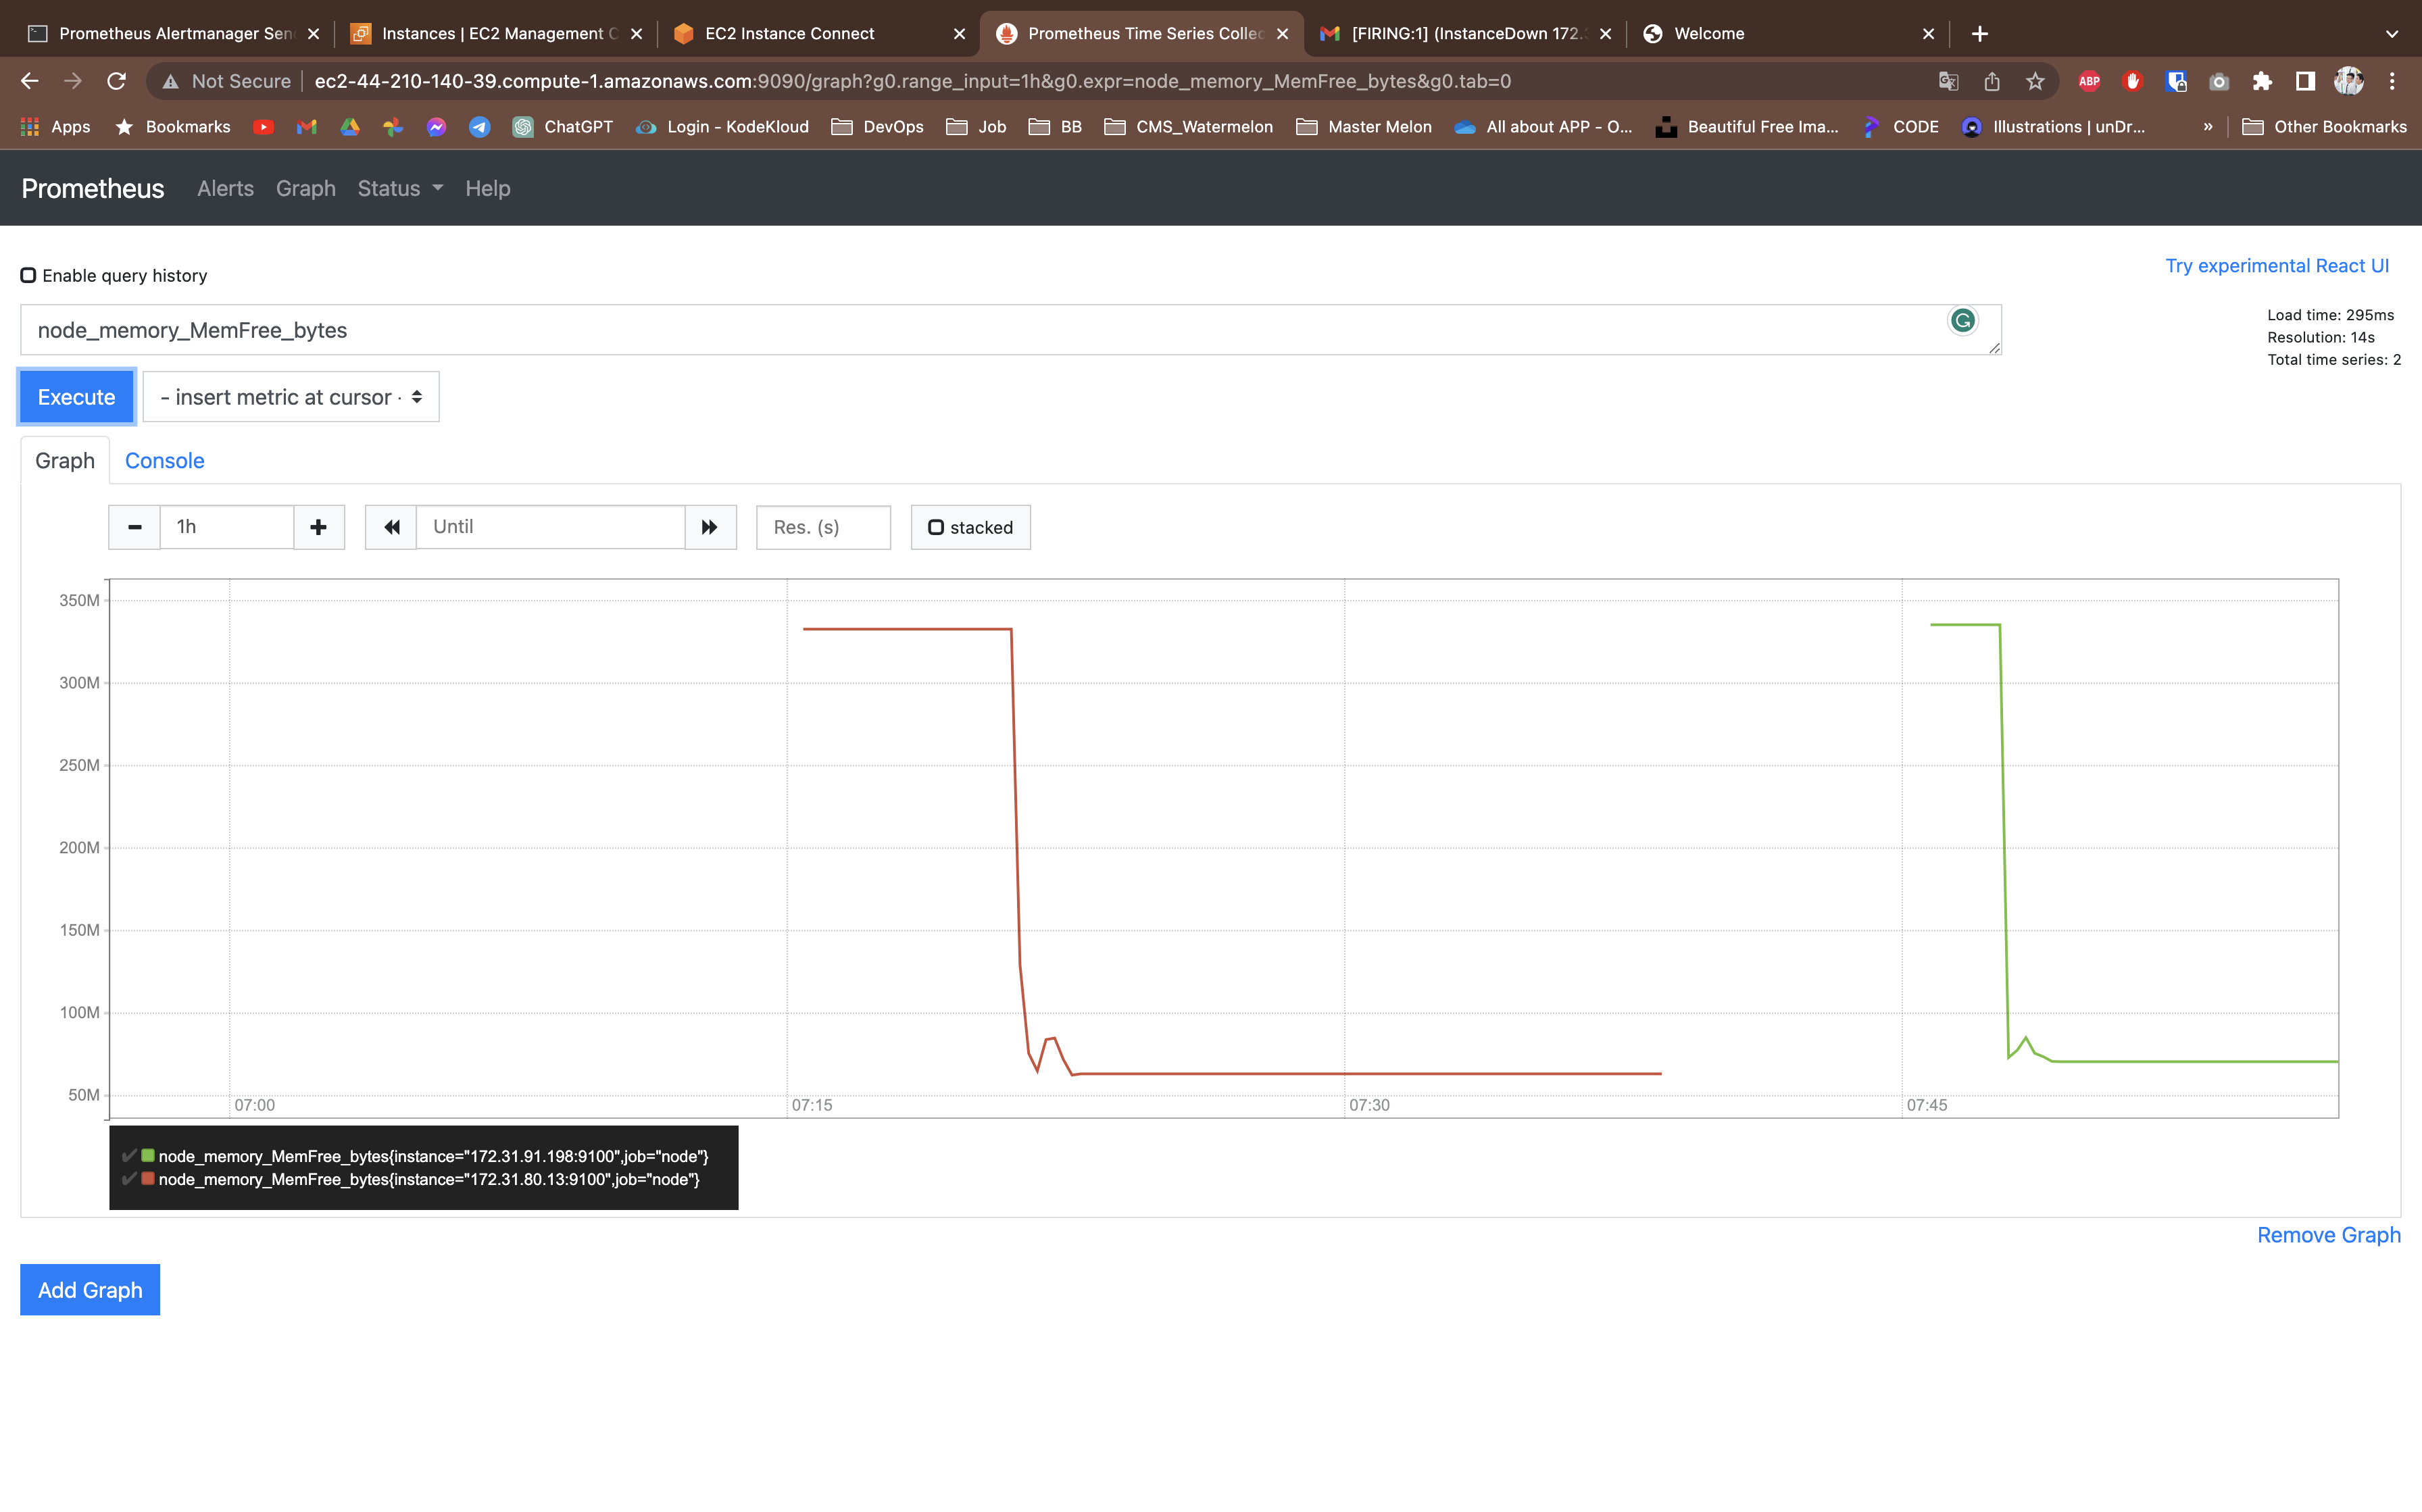 Prometheus Alertmanager Sen
Instances | EC2 Management C
EC2 Instance Connect
Prometheus Time Series Collec
[FIRING:1] (InstanceDown 172.
Welcome
Not Secure
ec2-44-210-140-39.compute-1.amazonaws.com:9090/graph?g0.range_input=1h&g0.expr=node_memory_MemFree_bytes&g0.tab=0
ABP
Apps
Bookmarks
ChatGPT
Login - KodeKloud
DevOps
Job
BB
CMS_Watermelon
Master Melon
All about APP - O...
Beautiful Free Ima...
CODE
Illustrations | unDr...
»
Other Bookmarks
Prometheus
Alerts
Graph
Status
Help
Enable query history
Try experimental React UI
node_memory_MemFree_bytes
Load time: 295ms
Resolution: 14s
Total time series: 2
Execute
- insert metric at cursor -
Graph
Console
1h
Until
Res. (s)
stacked
350M
300M
250M
200M
150M
100M
50M
07:00
07:15
07:30
07:45
node_memory_MemFree_bytes{instance="172.31.91.198:9100",job="node"}
node_memory_MemFree_bytes{instance="172.31.80.13:9100",job="node"}
Remove Graph
Add Graph